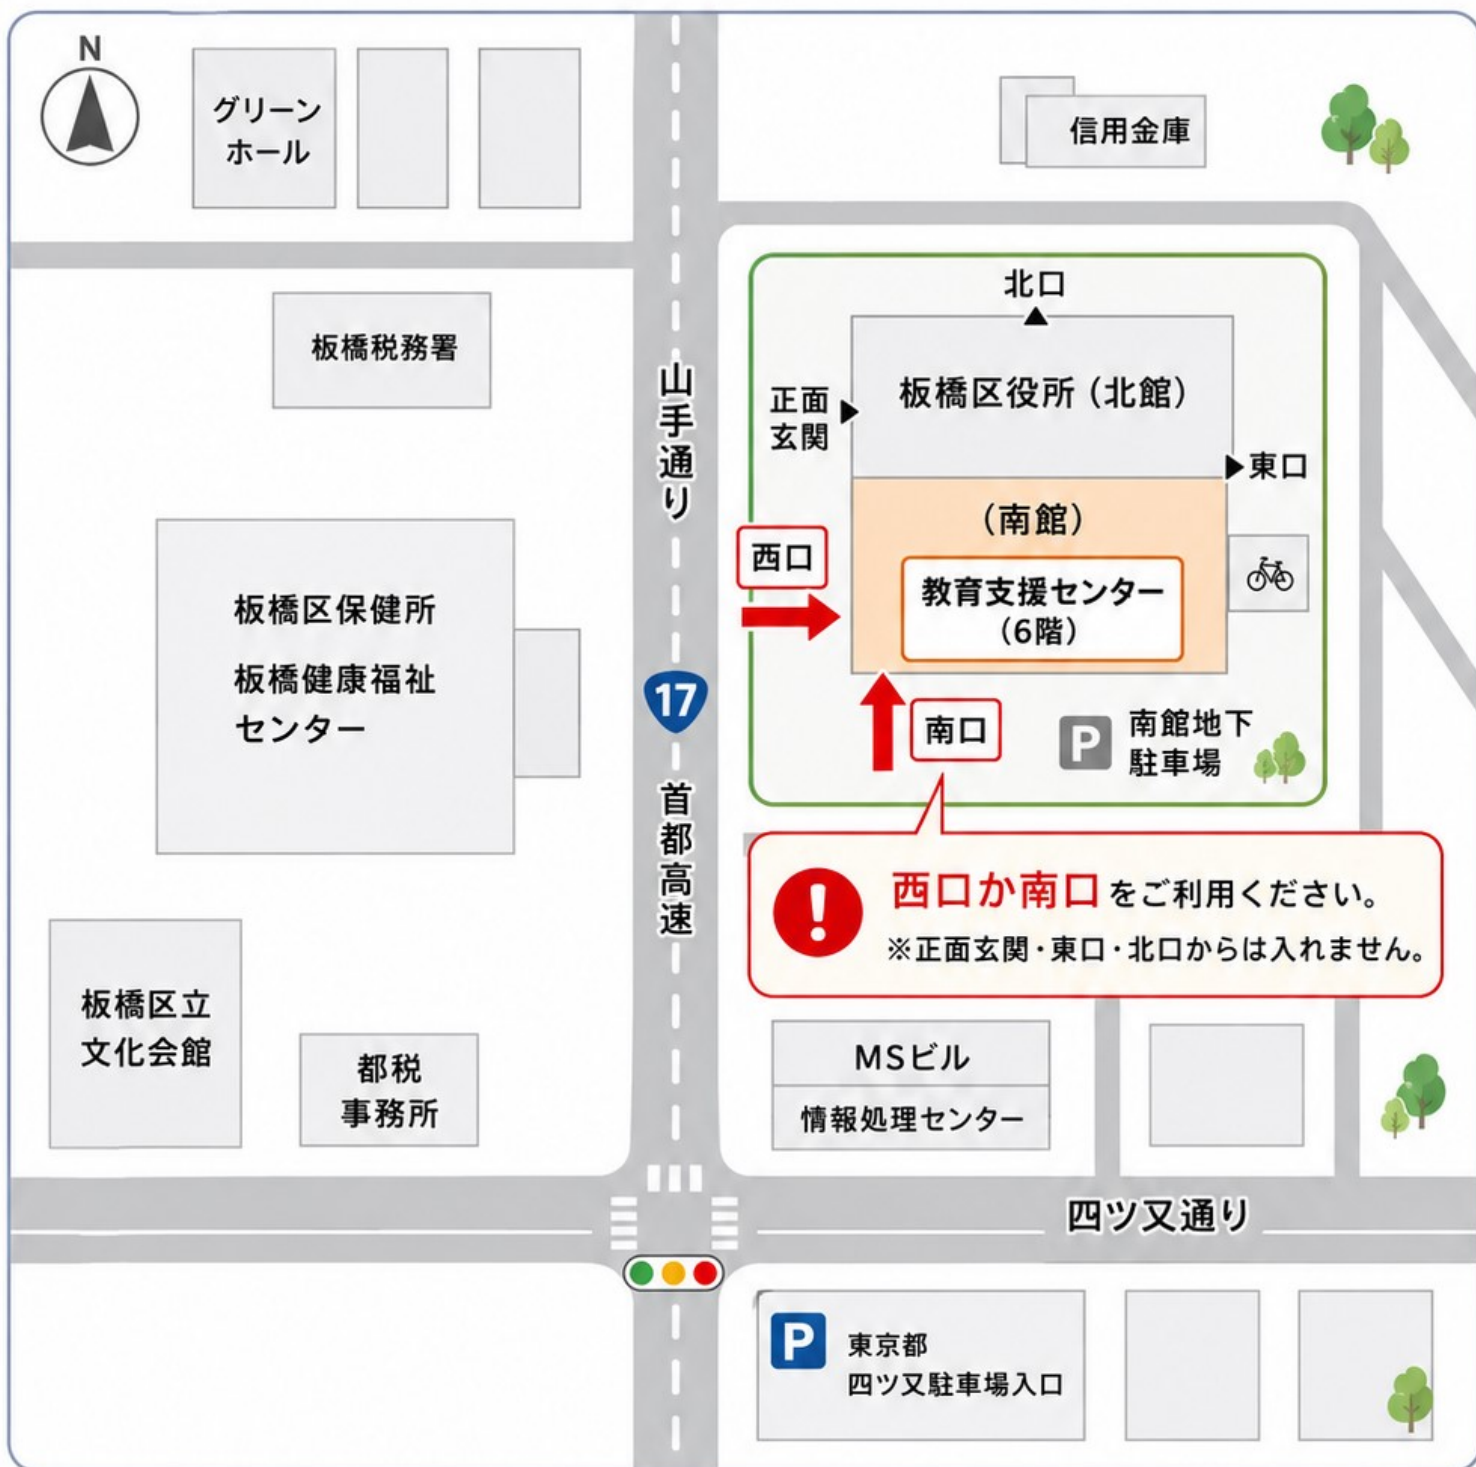 N
グリーン
ホール
信用金庫
北口
板橋税務署
正面
玄関
板橋区役所（北館）
東口
山手通り
（南館）
西口
教育支援センター
（6階）
板橋区保健所
板橋健康福祉
センター
17
南口
P
南館地下
駐車場
首都高速
!
西口か南口をご利用ください。
※正面玄関・東口・北口からは入れません。
板橋区立
文化会館
都税
事務所
MSビル
情報処理センター
四ツ又通り
P
東京都
四ツ又駐車場入口